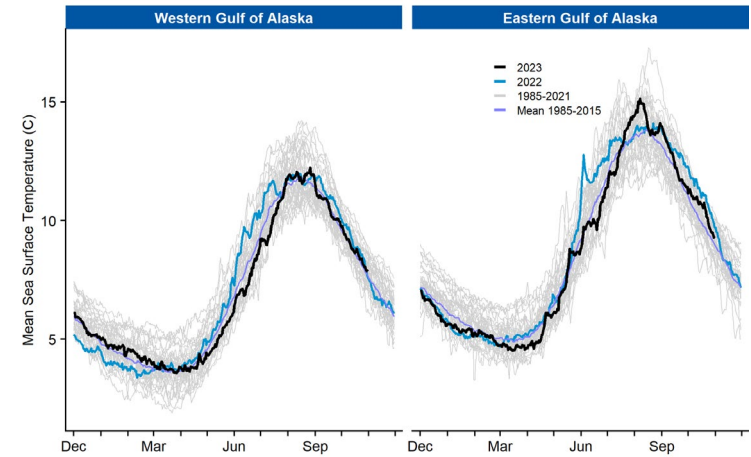 Western Gulf of Alaska
Eastern Gulf of Alaska
2023
2022
1985-2021
Mean 1985-2015
Mean Sea Surface Temperature (C)
15
10
5
Dec Mar Jun Sep
Dec Mar Jun Sep